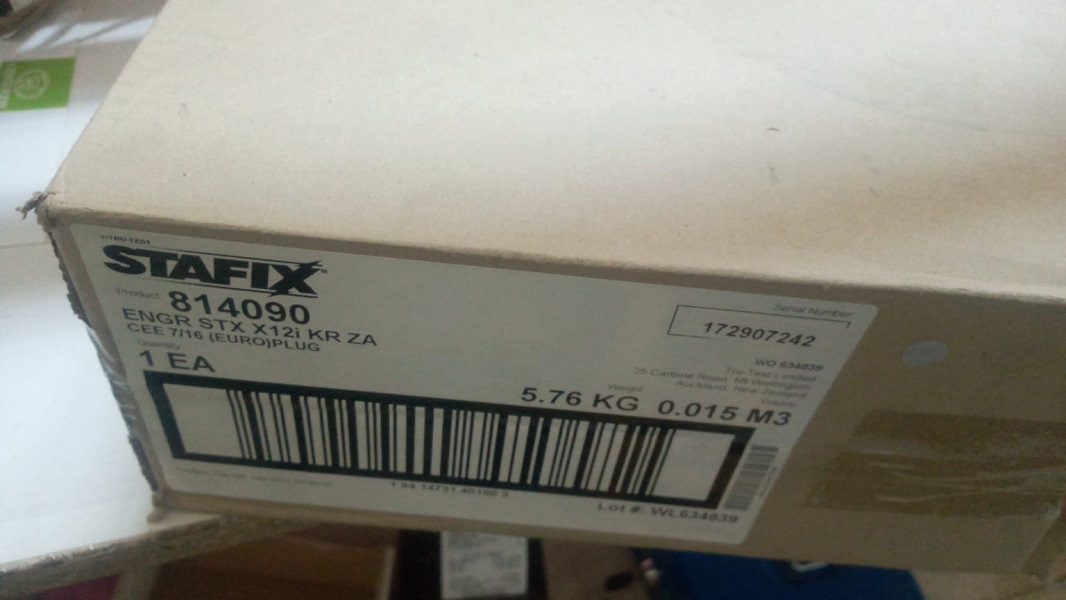 TRU-TEST
STAFIX
Product 814090
ENGR STX X12i KR ZA
CEE 7/16 (EURO)PLUG
Quantity
1 EA
Serial Number
172907242
WO 634839
Tru-Test Limited
25 Carbine Road, Mt Wellington
Auckland, New Zealand
Weight Volume
5.76 KG 0.015 M3
Lot #: WL634839